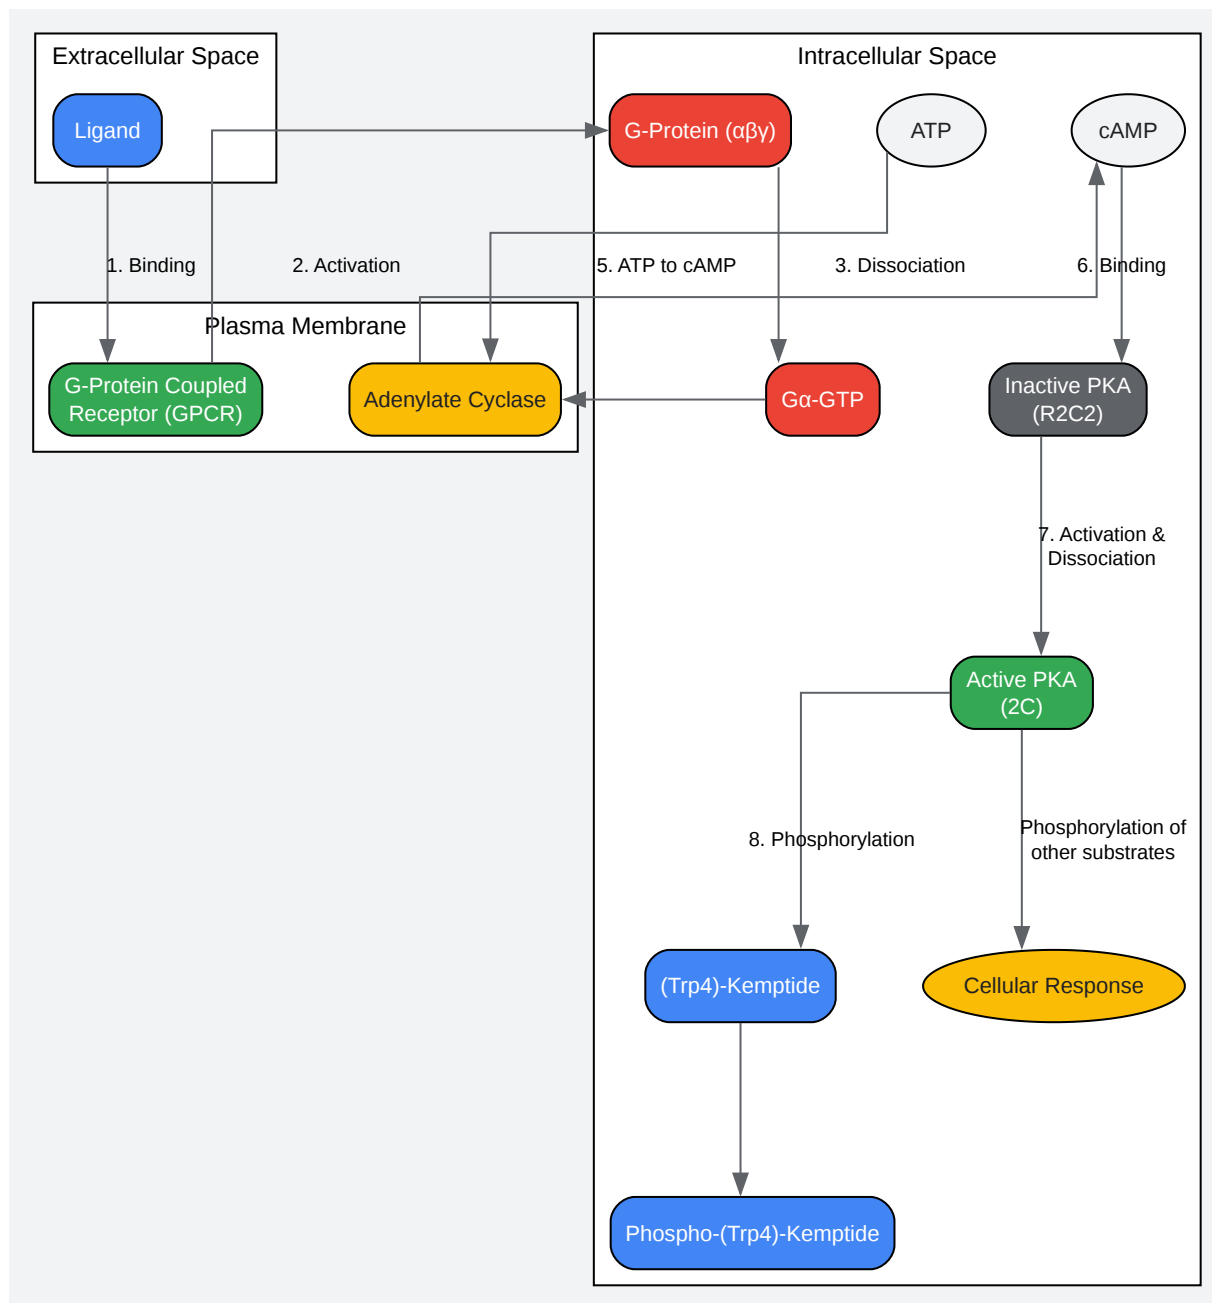 Extracellular Space
Intracellular Space
Ligand
G-Protein (αβγ)
ATP
cAMP
1. Binding
2. Activation
5. ATP to cAMP
3. Dissociation
6. Binding
Plasma Membrane
G-Protein Coupled
Receptor (GPCR)
Adenylate Cyclase
Gα-GTP
Inactive PKA
(R2C2)
7. Activation &
Dissociation
Active PKA
(2C)
8. Phosphorylation
Phosphorylation of
other substrates
(Trp4)-Kemptide
Cellular Response
Phospho-(Trp4)-Kemptide